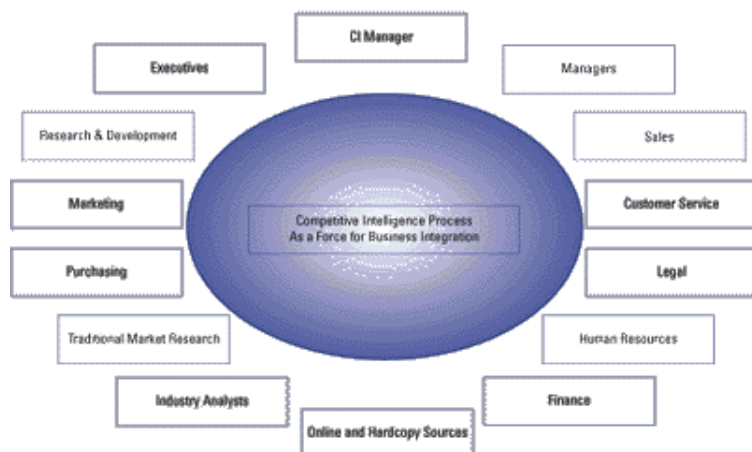 CI Manager
Executives
Managers
Research & Development
Sales
Marketing
Customer Service
Competitive Intelligence Process
As a Force for Business Integration
Purchasing
Legal
Traditional Market Research
Human Resources
Industry Analysts
Finance
Online and Hardcopy Sources